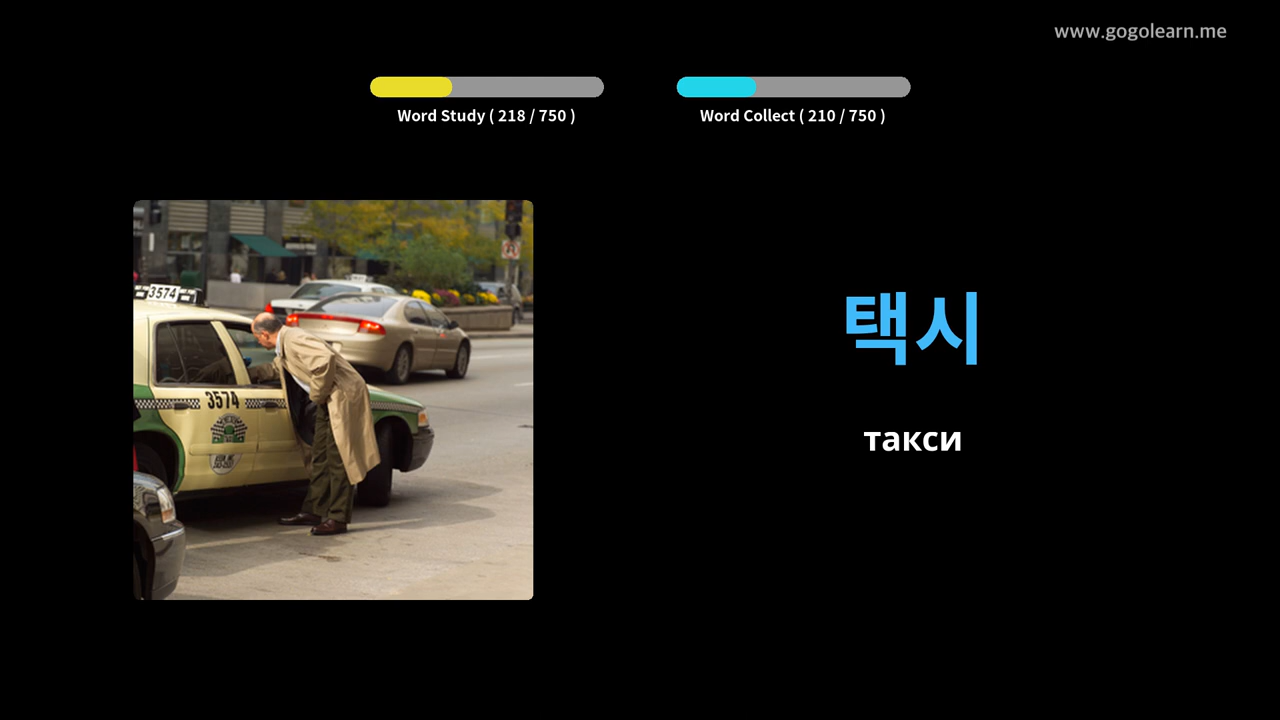 www.gogolearn.me
Word Study ( 218 / 750 )
Word Collect ( 210 / 750 )
3574
3574
택시
такси